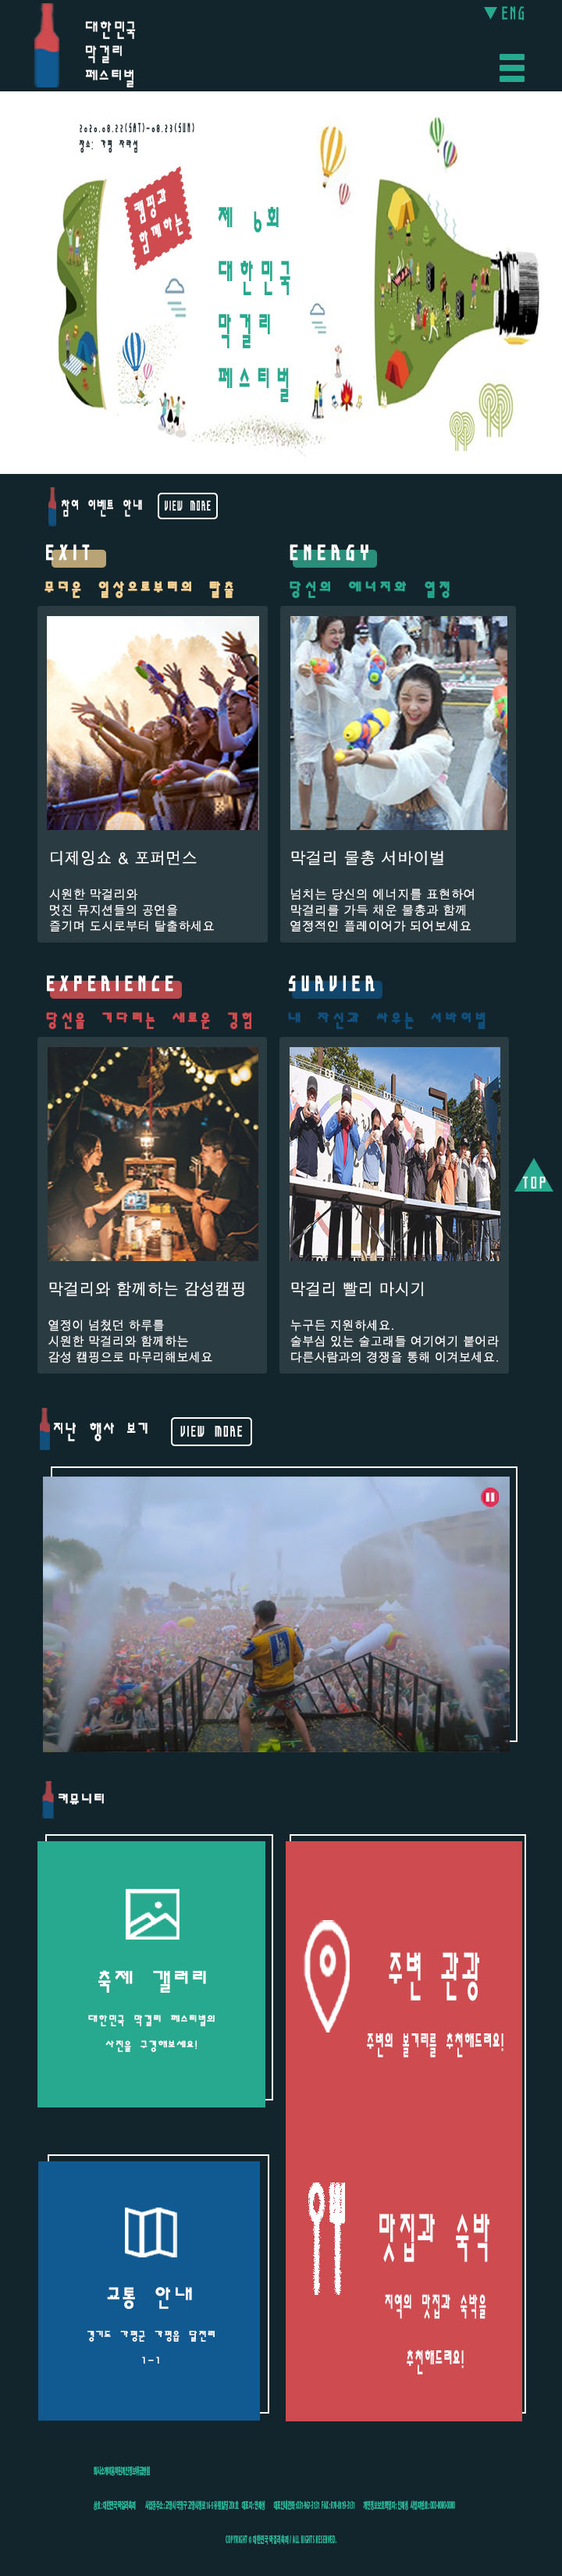 ▼ENG
대한민국
막걸리
페스티벌
2020.08.22(SAT)-08.23(SUN)
장소: 가평 자라섬
캠핑과
함께하는
제 6회
대한민국
막걸리
페스티벌
참여 이벤트 안내 VIEW MORE
EXIT
무더운 일상으로부터의 탈출
ENERGY
당신의 에너지와 열정
디제잉쇼 & 포퍼먼스
시원한 막걸리와
멋진 뮤지션들의 공연을
즐기며 도시로부터 탈출하세요
막걸리 물총 서바이벌
넘치는 당신의 에너지를 표현하여
막걸리를 가득 채운 물총과 함께
열정적인 플레이어가 되어보세요
EXPERIENCE
당신을 기다리는 새로운 경험
SURVIER
내 자신과 싸우는 서바이벌
TOP
막걸리와 함께하는 감성캠핑
열정이 넘쳤던 하루를
시원한 막걸리와 함께하는
감성 캠핑으로 마무리해보세요
막걸리 빨리 마시기
누구든 지원하세요.
술부심 있는 술고래들 여기여기 붙어라
다른사람과의 경쟁을 통해 이겨보세요.
지난 행사 보기 VIEW MORE
커뮤니티
축제 갤러리
대한민국 막걸리 페스티벌의
사진을 구경해보세요!
주변 관광
주변의 볼거리를 추천해드려요!
교통 안내
경기도 가평군 가평읍 달전리
1-1
맛집과 숙박
지역의 맛집과 숙박을
추천해드려요!
COPYRIGHT © 대한민국 막걸리축제 / ALL RIGHTS RESERVED.